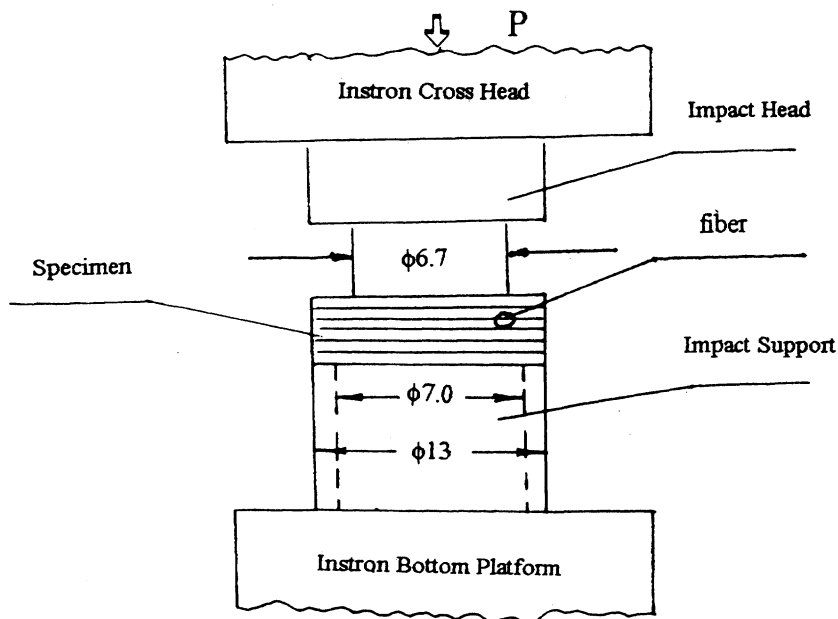 P
Instron Cross Head
Impact Head
fiber
ϕ6.7
Specimen
Impact Support
ϕ7.0
ϕ13
Instron Bottom Platform